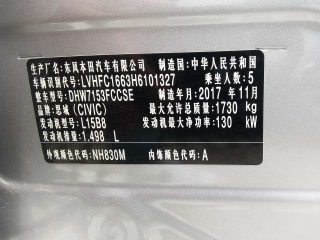 生产厂名:东风本田汽车有限公司 制造国:中华人民共和国
车辆识别代号:LVHFC1663H6101327 乘坐人数:5
整车型号:DHW7153FCCSE 制造年月:2017 年 11月
品牌:思域(CIVIC) 最大允许总质量:1730 kg
发动机型号:L15B8 发动机最大净功率:130 kW
发动机排量:1.498 L
外观颜色代码:NH830M 内饰颜色代码:A